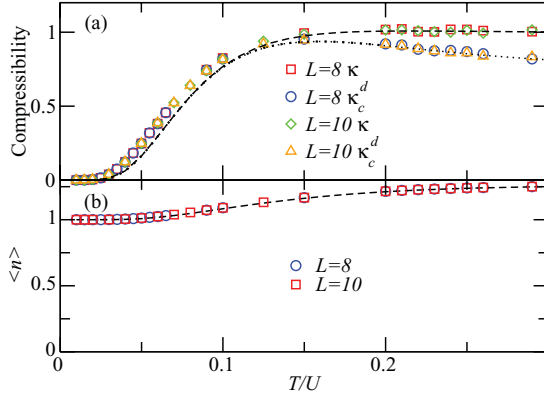 (a)
1
0.5
0
Compressibility
L=8 κ
L=8 κ_c^d
L=10 κ
L=10 κ_c^d
(b)
1
0.5
0
<n>
L=8
L=10
0 0.1 0.2
T/U